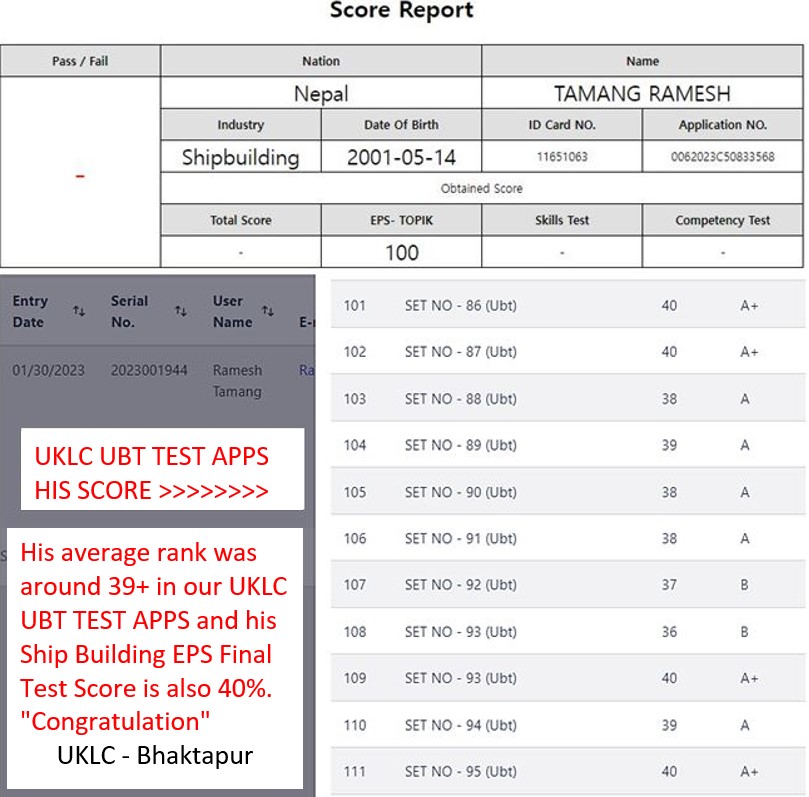 Score Report
Pass / Fail Nation Name
Nepal TAMANG RAMESH
Industry Date Of Birth ID Card NO. Application NO.
- Shipbuilding 2001-05-14 11651063 0062023C50833568
Obtained Score
Total Score EPS- TOPIK Skills Test Competency Test
- 100 - -
Entry Date Serial No. User Name
01/30/2023 2023001944 Ramesh Tamang Ra
UKLC UBT TEST APPS
HIS SCORE >>>>>>>>
His average rank was
around 39+ in our UKLC
UBT TEST APPS and his
Ship Building EPS Final
Test Score is also 40%.
"Congratulation"
UKLC - Bhaktapur
101 SET NO - 86 (Ubt) 40 A+
102 SET NO - 87 (Ubt) 40 A+
103 SET NO - 88 (Ubt) 38 A
104 SET NO - 89 (Ubt) 39 A
105 SET NO - 90 (Ubt) 38 A
106 SET NO - 91 (Ubt) 38 A
107 SET NO - 92 (Ubt) 37 B
108 SET NO - 93 (Ubt) 36 B
109 SET NO - 93 (Ubt) 40 A+
110 SET NO - 94 (Ubt) 39 A
111 SET NO - 95 (Ubt) 40 A+